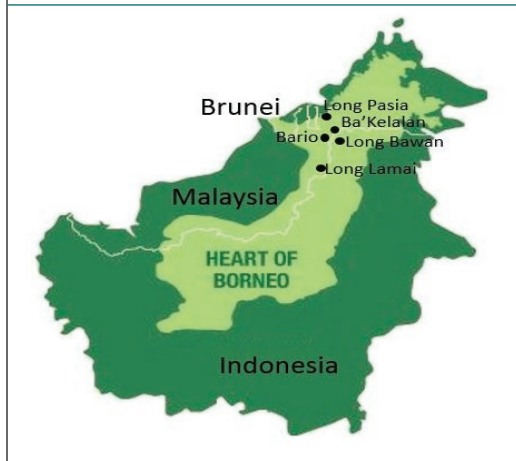 Long Pasia
Brunei
Ba'Kelalan
Bario
Long Bawan
Long Lamai
Malaysia
HEART OF
BORNEO
Indonesia